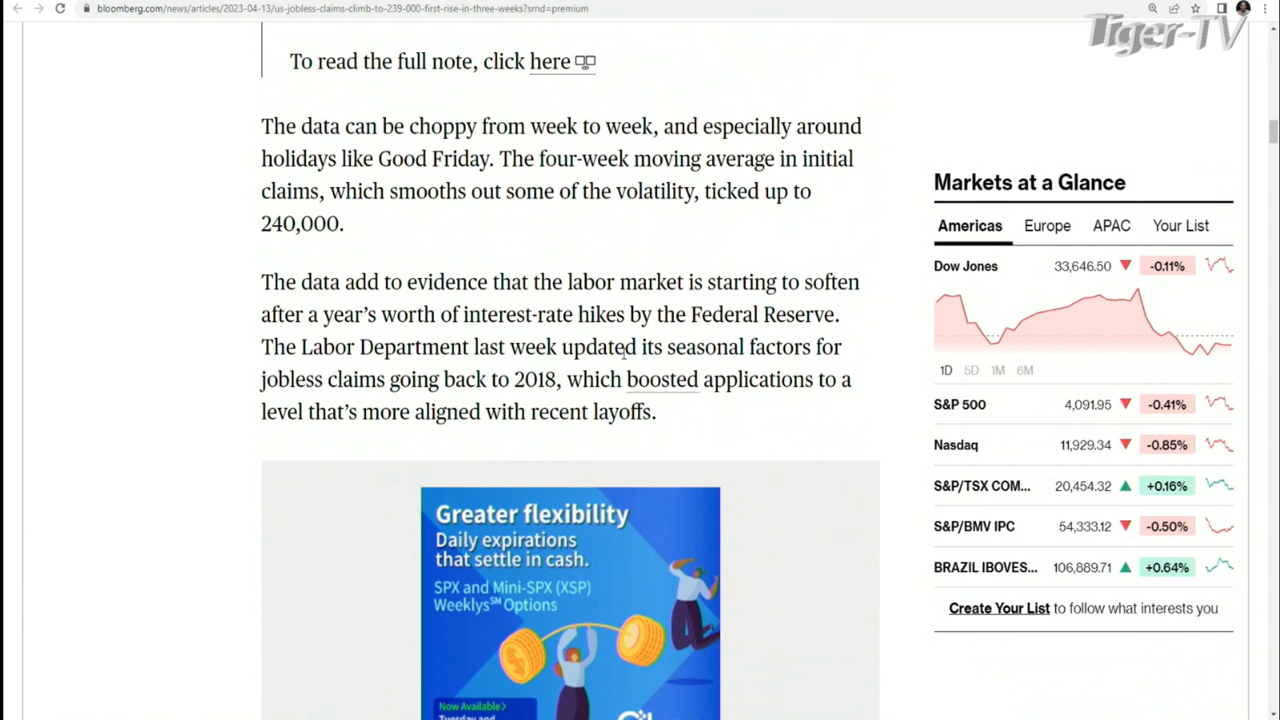 bloomberg.com/news/articles/2023-04-13/us-jobless-claims-climb-to-239-000-first-rise-in-three-weeks?srnd=premium
Tiger-TV
To read the full note, click here
The data can be choppy from week to week, and especially around
holidays like Good Friday. The four-week moving average in initial
claims, which smooths out some of the volatility, ticked up to
240,000.
The data add to evidence that the labor market is starting to soften
after a year’s worth of interest-rate hikes by the Federal Reserve.
The Labor Department last week updated its seasonal factors for
jobless claims going back to 2018, which boosted applications to a
level that’s more aligned with recent layoffs.
Greater flexibility
Daily expirations
that settle in cash.
SPX and Mini-SPX (XSP)
Weeklys℠ Options
Now Available>
Tuesday and
Markets at a Glance
Americas Europe APAC Your List
Dow Jones 33,646.50 -0.11%
1D 5D 1M 6M
S&P 500 4,091.95 -0.41%
Nasdaq 11,929.34 -0.85%
S&P/TSX COM... 20,454.32 +0.16%
S&P/BMV IPC 54,333.12 -0.50%
BRAZIL IBOVES... 106,889.71 +0.64%
Create Your List to follow what interests you